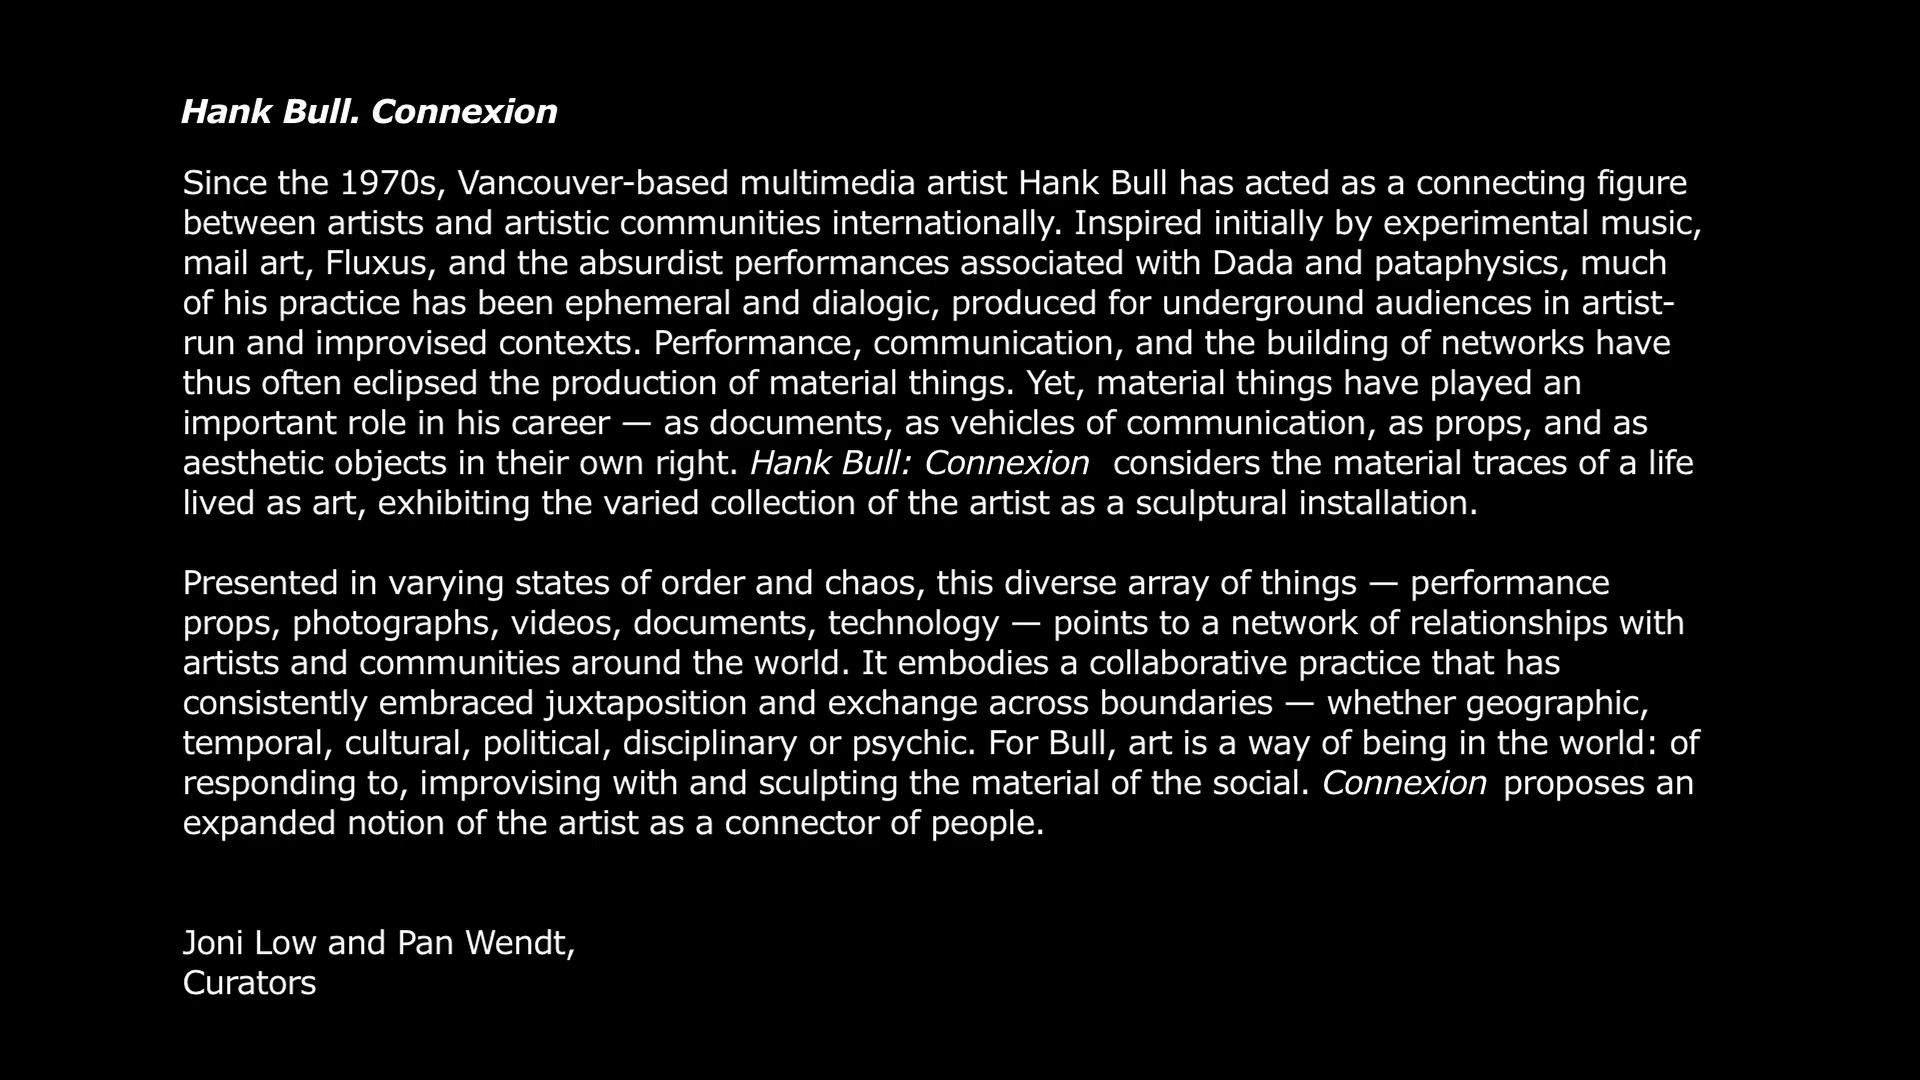 Hank Bull. Connexion
Since the 1970s, Vancouver-based multimedia artist Hank Bull has acted as a connecting figure
between artists and artistic communities internationally. Inspired initially by experimental music,
mail art, Fluxus, and the absurdist performances associated with Dada and pataphysics, much
of his practice has been ephemeral and dialogic, produced for underground audiences in artist-
run and improvised contexts. Performance, communication, and the building of networks have
thus often eclipsed the production of material things. Yet, material things have played an
important role in his career — as documents, as vehicles of communication, as props, and as
aesthetic objects in their own right. Hank Bull: Connexion considers the material traces of a life
lived as art, exhibiting the varied collection of the artist as a sculptural installation.
Presented in varying states of order and chaos, this diverse array of things — performance
props, photographs, videos, documents, technology — points to a network of relationships with
artists and communities around the world. It embodies a collaborative practice that has
consistently embraced juxtaposition and exchange across boundaries — whether geographic,
temporal, cultural, political, disciplinary or psychic. For Bull, art is a way of being in the world: of
responding to, improvising with and sculpting the material of the social. Connexion proposes an
expanded notion of the artist as a connector of people.
Joni Low and Pan Wendt,
Curators